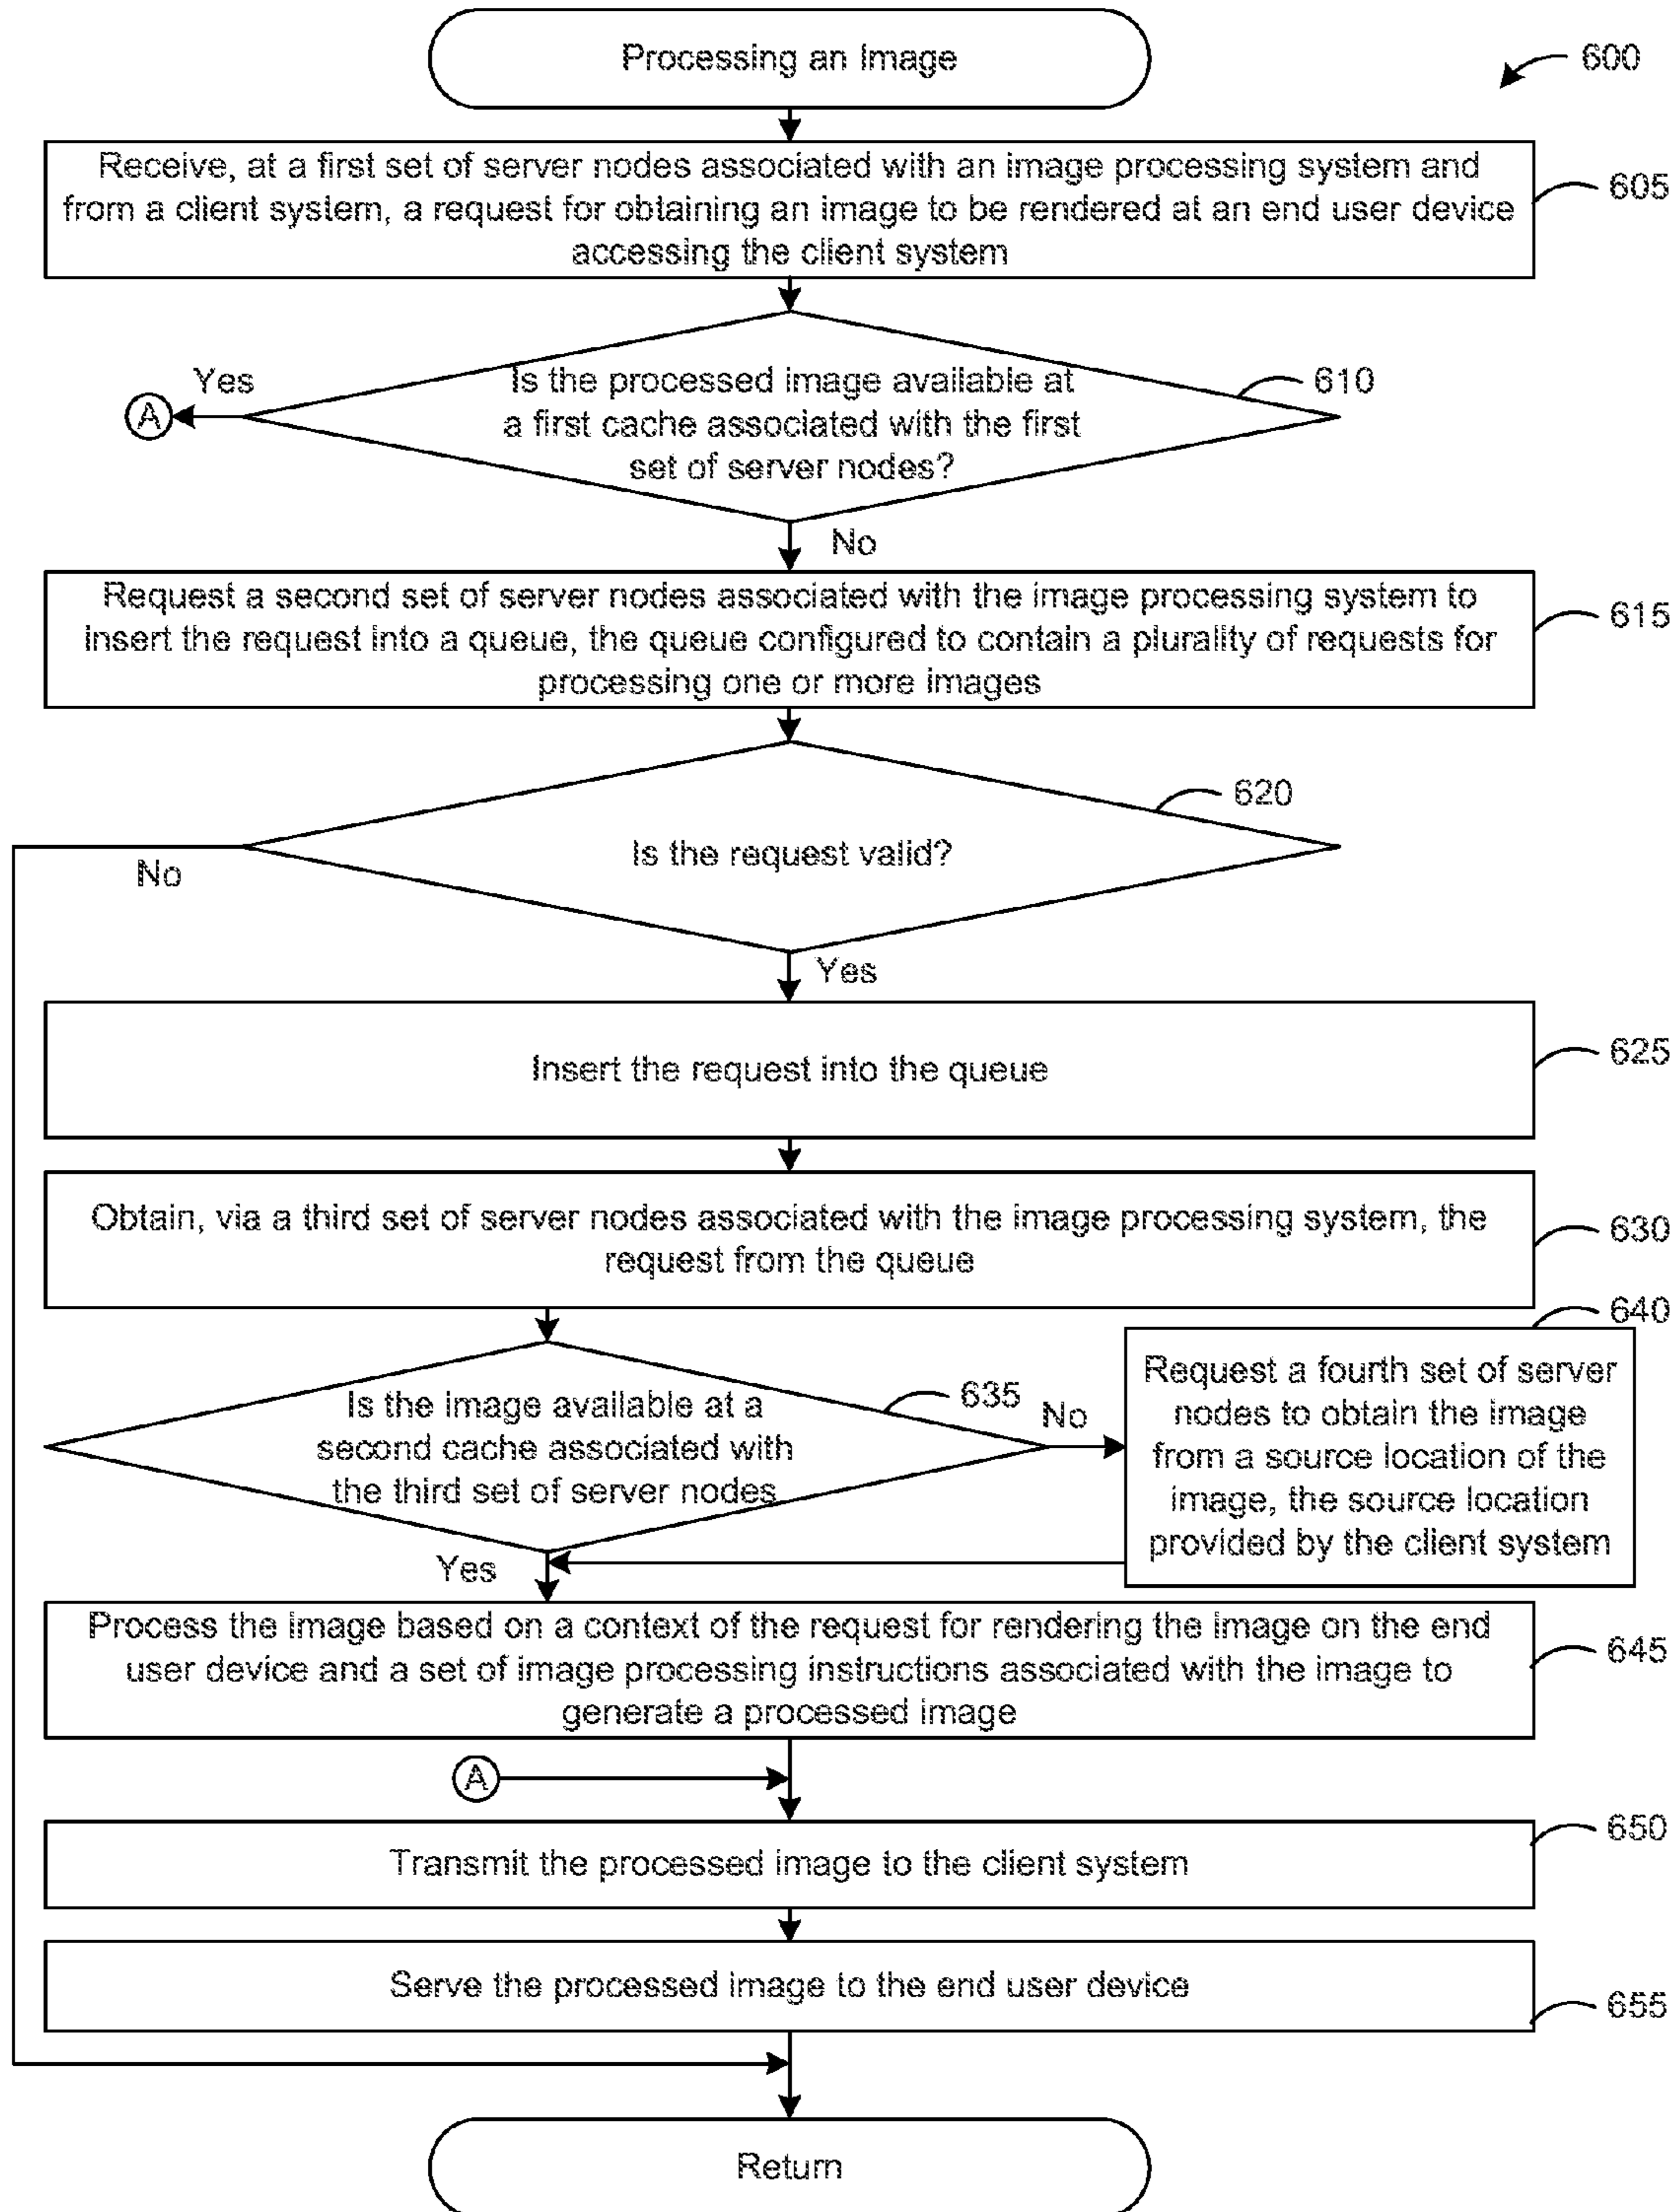 Processing an Image
600
Receive, at a first set of server nodes associated with an image processing system and
from a client system, a request for obtaining an image to be rendered at an end user device
accessing the client system
605
Is the processed image available at
a first cache associated with the first
set of server nodes?
610
Yes
A
No
Request a second set of server nodes associated with the image processing system to
insert the request into a queue, the queue configured to contain a plurality of requests for
processing one or more images
615
620
Is the request valid?
No
Yes
Insert the request into the queue
625
Obtain, via a third set of server nodes associated with the image processing system, the
request from the queue
630
Is the image available at a
second cache associated with
the third set of server nodes
635
No
640
Request a fourth set of server
nodes to obtain the image
from a source location of the
image, the source location
provided by the client system
Yes
Process the image based on a context of the request for rendering the image on the end
user device and a set of image processing instructions associated with the image to
generate a processed image
645
A
Transmit the processed image to the client system
650
Serve the processed image to the end user device
655
Return